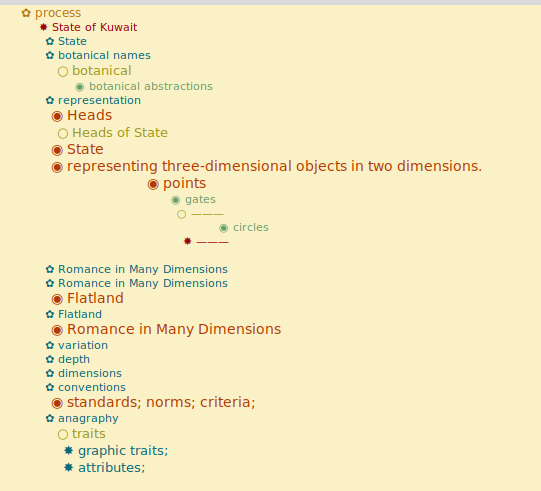 ✿ process
✸ State of Kuwait
✿ State
✿ botanical names
○ botanical
◉ botanical abstractions
✿ representation
◉ Heads
○ Heads of State
◉ State
◉ representing three-dimensional objects in two dimensions.
◉ points
◉ gates
○ ———
◉ circles
✸ ———
✿ Romance in Many Dimensions
✿ Romance in Many Dimensions
◉ Flatland
✿ Flatland
◉ Romance in Many Dimensions
✿ variation
✿ depth
✿ dimensions
✿ conventions
◉ standards; norms; criteria;
✿ anagraphy
○ traits
✸ graphic traits;
✸ attributes;